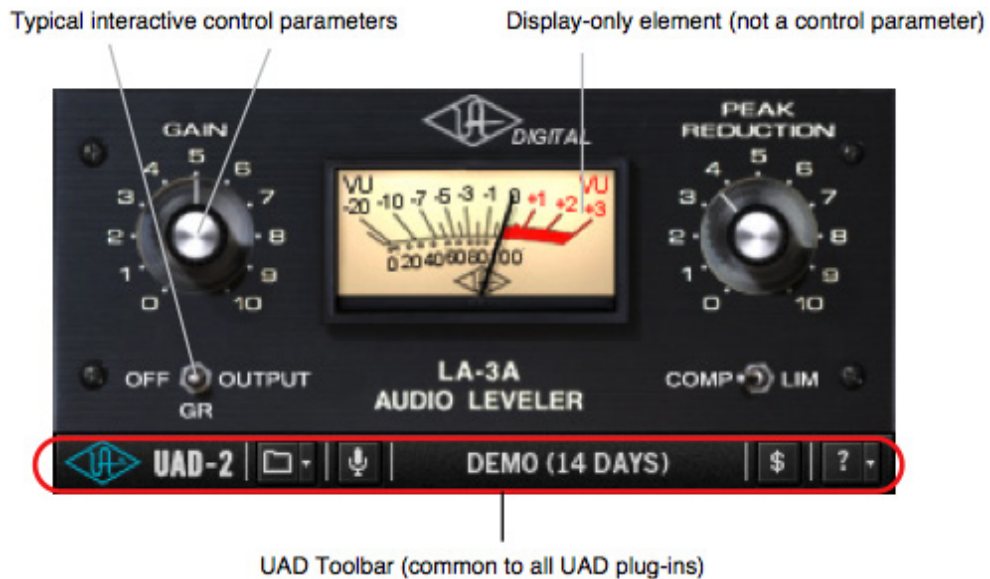 Typical interactive control parameters
Display-only element (not a control parameter)
GAIN
0 1 2 3 4 5 6 7 8 9 10
DIGITAL
VU
-20 -10 -7 -5 -3 -1 0 +1 +2 +3
VU
0 20 40 60 80 100
PEAK
REDUCTION
0 1 2 3 4 5 6 7 8 9 10
OFF OUTPUT
GR
LA-3A
AUDIO LEVELER
COMP LIM
UAD-2
DEMO (14 DAYS)
$
?
UAD Toolbar (common to all UAD plug-ins)